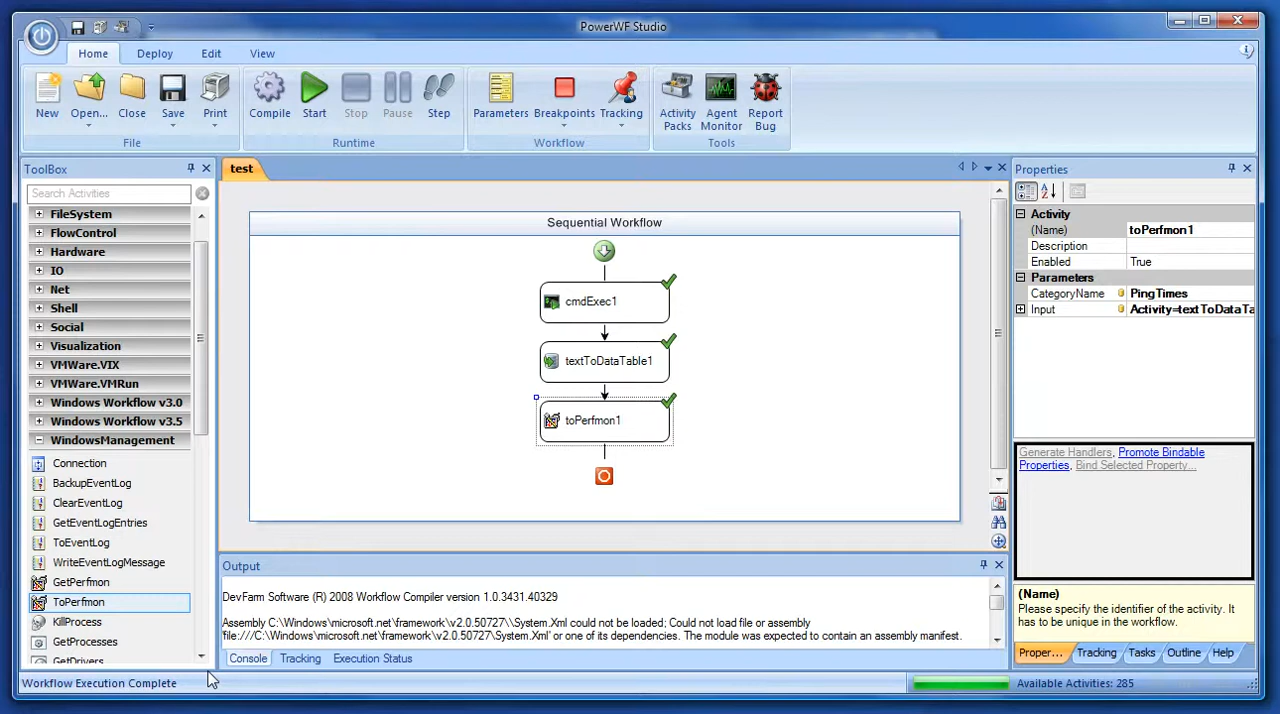 PowerWF Studio
Home Deploy Edit View
New Open... Close Save Print Compile Start Stop Pause Step Parameters Breakpoints Tracking Activity Packs Agent Monitor Report Bug
File Runtime Workflow Tools
ToolBox
Search Activities
FileSystem
FlowControl
Hardware
IO
Net
Shell
Social
Visualization
VMWare.VIX
VMWare.VMRun
Windows Workflow v3.0
Windows Workflow v3.5
WindowsManagement
Connection
BackupEventLog
ClearEventLog
GetEventLogEntries
ToEventLog
WriteEventLogMessage
GetPerfmon
ToPerfmon
KillProcess
GetProcesses
GetDrivers
test
Sequential Workflow
cmdExec1
textToDataTable1
toPerfmon1
Output
DevFarm Software (R) 2008 Workflow Compiler version 1.0.3431.40329
Assembly C:\Windows\microsoft.net\framework\v2.0.50727\\System.Xml could not be loaded; Could not load file or assembly
'file:///C:\Windows\microsoft.net\framework\v2.0.50727\System.Xml' or one of its dependencies. The module was expected to contain an assembly manifest.
Console Tracking Execution Status
Properties
Activity
(Name) toPerfmon1
Description
Enabled True
Parameters
CategoryName PingTimes
Input Activity=textToDataTa
Generate Handlers, Promote Bindable
Properties, Bind Selected Property...
(Name)
Please specify the identifier of the activity. It
has to be unique in the workflow.
Proper... Tracking Tasks Outline Help
Workflow Execution Complete
Available Activities: 285